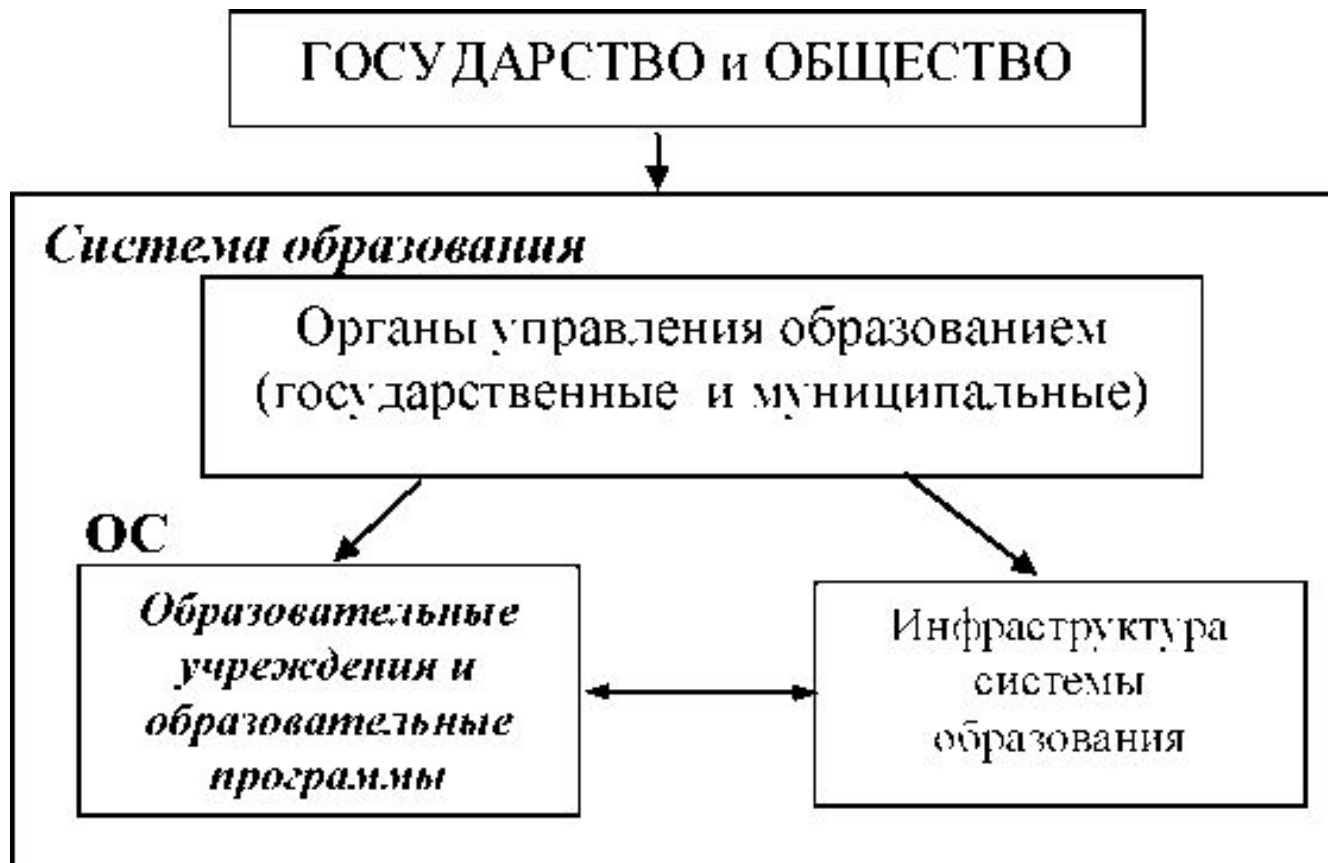 ГОСУДАРСТВО и ОБЩЕСТВО
Система образования
Органы управления образованием
(государственные и муниципальные)
ОС
Образовательные
учреждения и
образовательные
программы
Инфраструктура
системы
образования